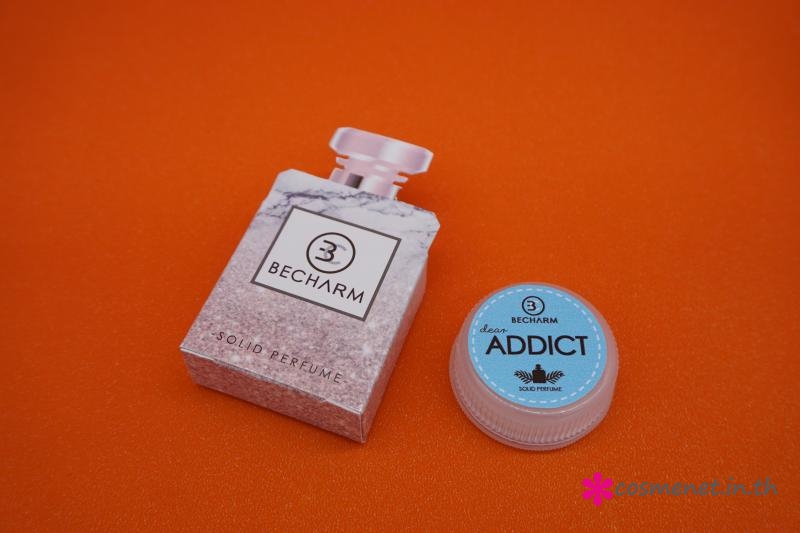 BECHARM
-SOLID PERFUME
BECHARM
dear
ADDICT
SOLID PERFUME
cosmenet.in.th